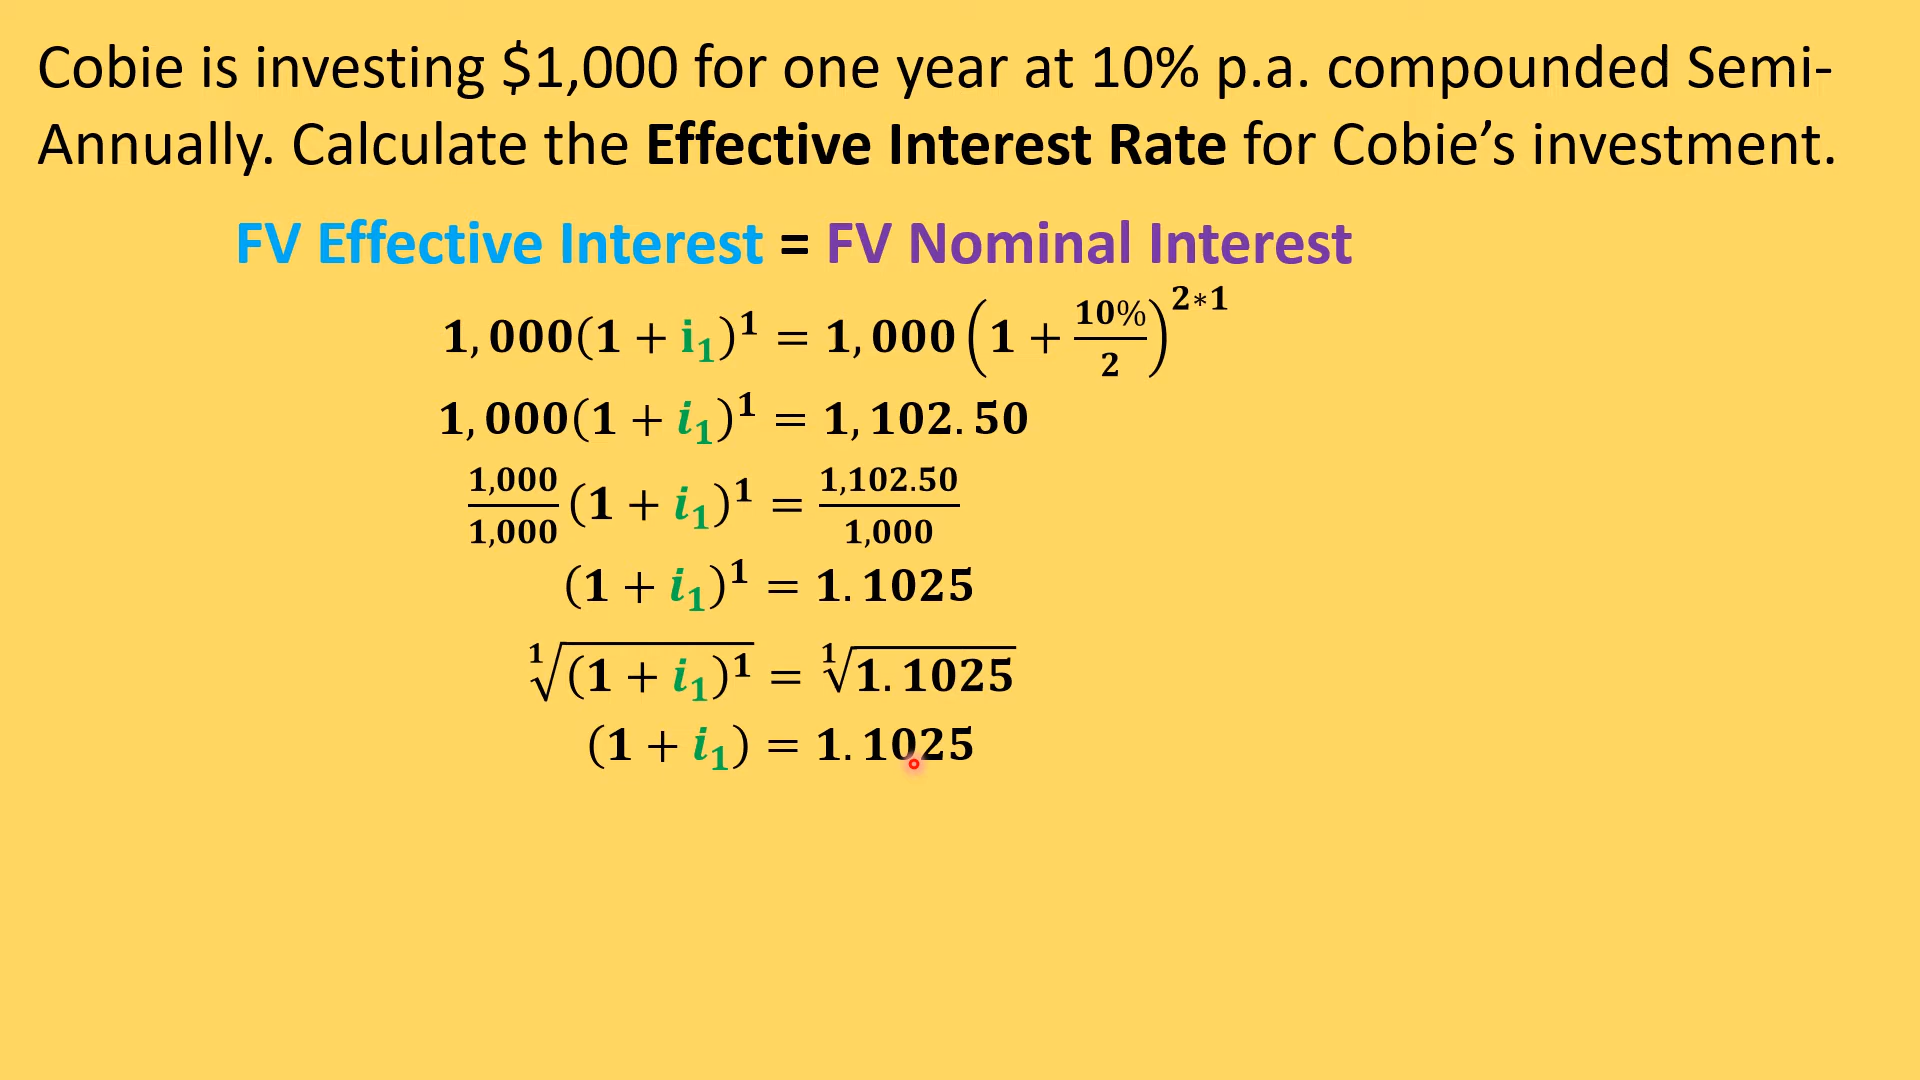 Cobie is investing $1,000 for one year at 10% p.a. compounded Semi-
Annually. Calculate the Effective Interest Rate for Cobie’s investment.
FV Effective Interest = FV Nominal Interest
1,000(1 + i₁)¹ = 1,000(1 + 10%/2)²*¹
1,000(1 + i₁)¹ = 1,102.50
1,000/1,000 (1 + i₁)¹ = 1,102.50/1,000
(1 + i₁)¹ = 1.1025
¹√(1 + i₁)¹ = ¹√1.1025
(1 + i₁) = 1.1025